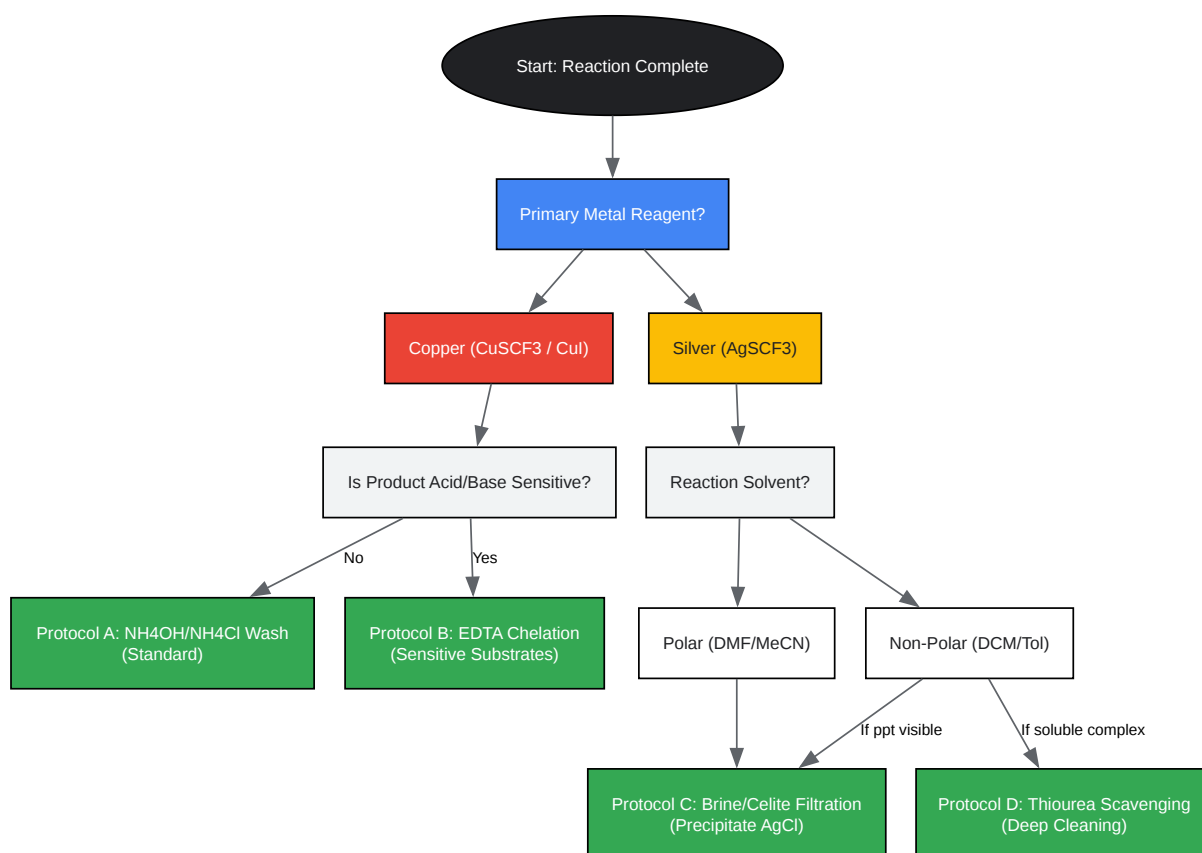 Start: Reaction Complete
Primary Metal Reagent?
Copper (CuSCF3 / CuI)
Silver (AgSCF3)
Is Product Acid/Base Sensitive?
Reaction Solvent?
No
Yes
Protocol A: NH4OH/NH4Cl Wash
(Standard)
Protocol B: EDTA Chelation
(Sensitive Substrates)
Polar (DMF/MeCN)
Non-Polar (DCM/Tol)
If ppt visible
If soluble complex
Protocol C: Brine/Celite Filtration
(Precipitate AgCl)
Protocol D: Thiourea Scavenging
(Deep Cleaning)